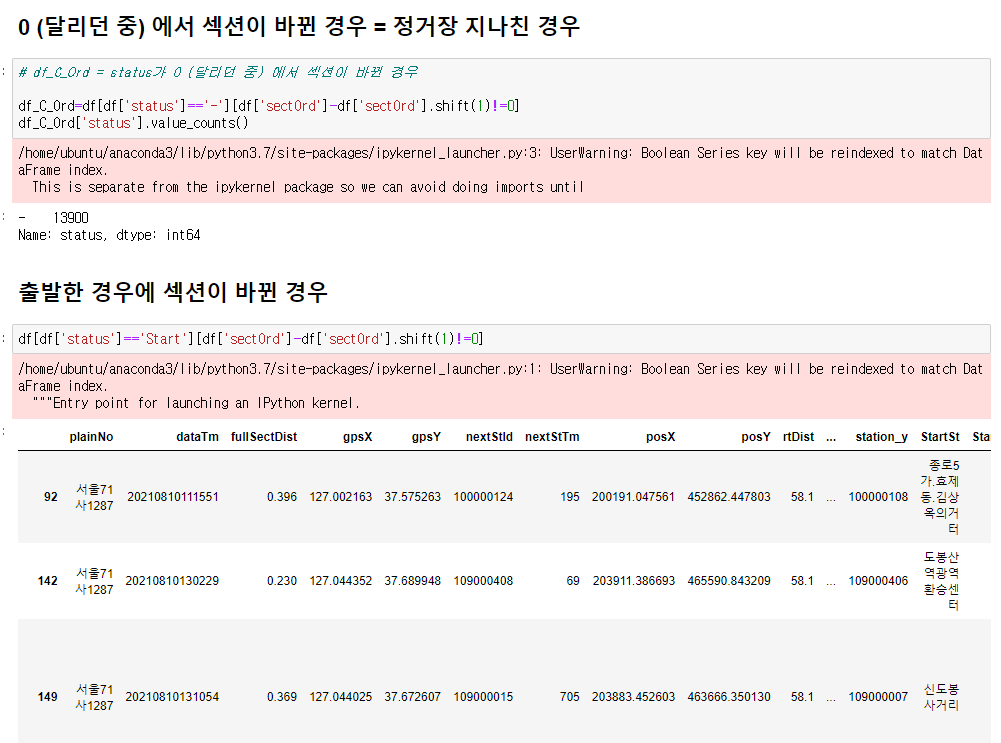 0 (달리던 중) 에서 섹션이 바뀐 경우 = 정거장 지나친 경우
# df_C_Ord = status가 0 (달리던 중) 에서 섹션이 바뀐 경우
df_C_Ord=df[df['status']=='-'][df['sectOrd']-df['sectOrd'].shift(1)!=0]
df_C_Ord['status'].value_counts()
/home/ubuntu/anaconda3/lib/python3.7/site-packages/ipykernel_launcher.py:3: UserWarning: Boolean Series key will be reindexed to match Dat
aFrame index.
This is separate from the ipykernel package so we can avoid doing imports until
- 13900
Name: status, dtype: int64
출발한 경우에 섹션이 바뀐 경우
df[df['status']=='Start'][df['sectOrd']-df['sectOrd'].shift(1)!=0]
/home/ubuntu/anaconda3/lib/python3.7/site-packages/ipykernel_launcher.py:1: UserWarning: Boolean Series key will be reindexed to match Dat
aFrame index.
"""Entry point for launching an IPython kernel.
plainNo dataTm fullSectDist gpsX gpsY nextStId nextStTm posX posY rtDist ... station_y StartSt Sta
92 서울71사1287 20210810111551 0.396 127.002163 37.575263 100000124 195 200191.047561 452862.447803 58.1 ... 100000108 종로5가.효제동.김상옥의거터
142 서울71사1287 20210810130229 0.230 127.044352 37.689948 109000408 69 203911.386693 465590.843209 58.1 ... 109000406 도봉산역광역환승센터
149 서울71사1287 20210810131054 0.369 127.044025 37.672607 109000015 705 203883.452603 463666.350130 58.1 ... 109000007 신도봉사거리